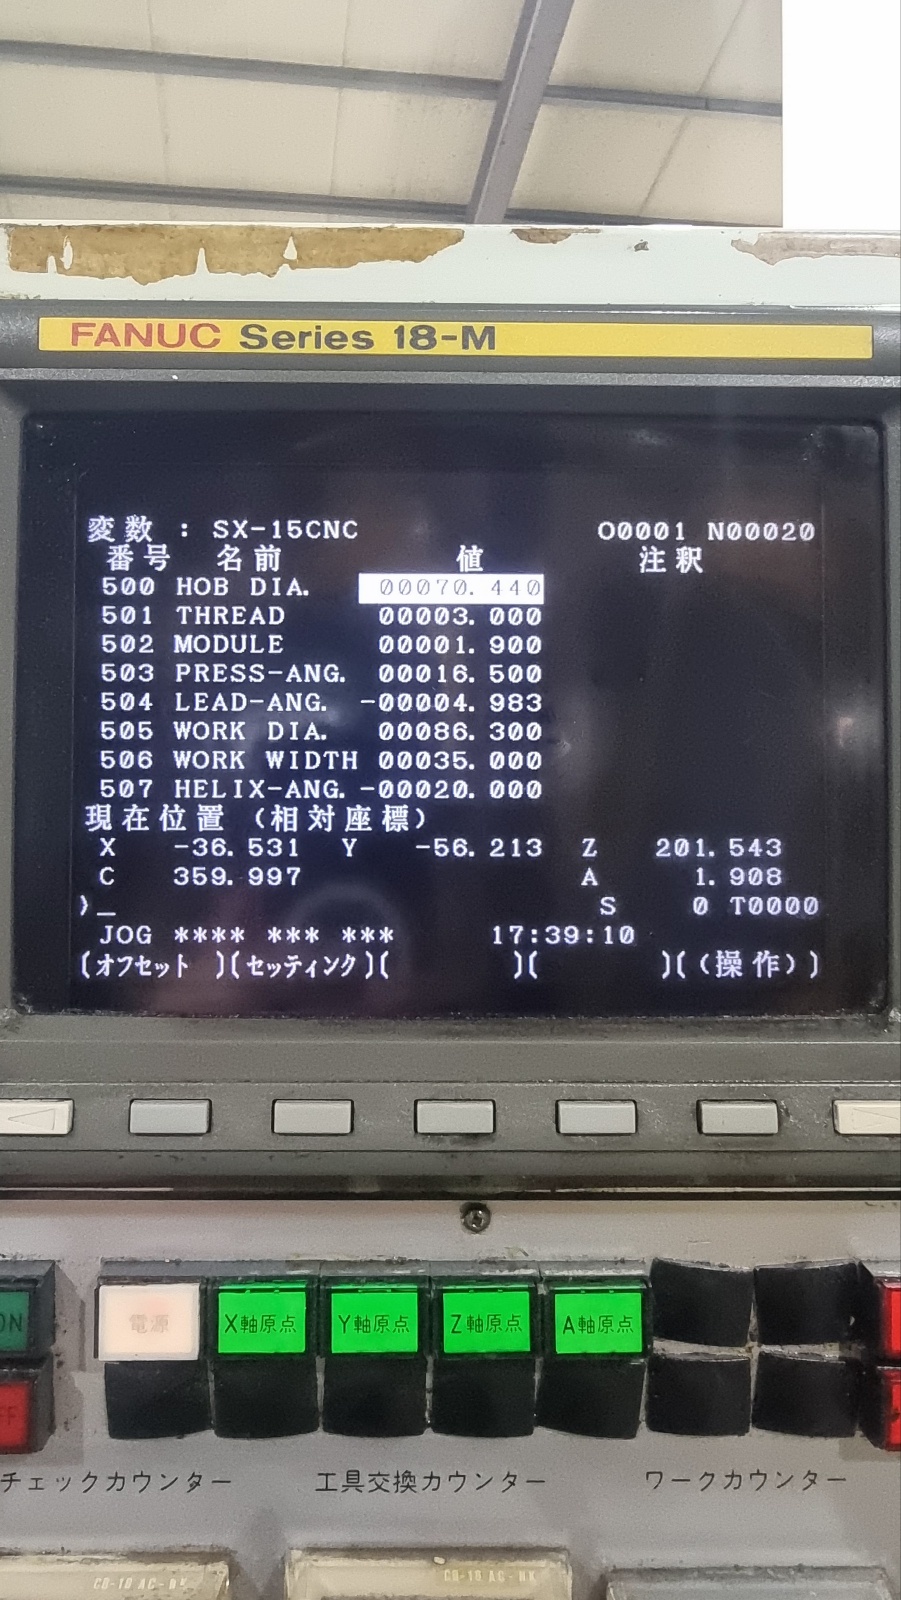 FANUC Series 18-M
変数 : SX-15CNC O0001 N00020
番号 名前 値 注釈
500 HOB DIA. 00070.440
501 THREAD 00003.000
502 MODULE 00001.900
503 PRESS-ANG. 00016.500
504 LEAD-ANG. -00004.983
505 WORK DIA. 00086.300
506 WORK WIDTH 00035.000
507 HELIX-ANG. -00020.000
現在位置 (相対座標)
X -36.531 Y -56.213 Z 201.543
C 359.997 A 1.908
>_ S 0 T0000
JOG **** *** *** 17:39:10
[オフセット ][セッティング][ ][ ][(操作)]
ON 電源 X軸原点 Y軸原点 Z軸原点 A軸原点
チェックカウンター 工具交換カウンター ワークカウンター